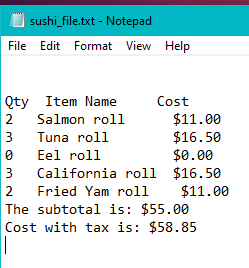 sushi_file.txt - Notepad
File Edit Format View Help
Qty Item Name Cost
2 Salmon roll $11.00
3 Tuna roll $16.50
0 Eel roll $0.00
3 California roll $16.50
2 Fried Yam roll $11.00
The subtotal is: $55.00
Cost with tax is: $58.85